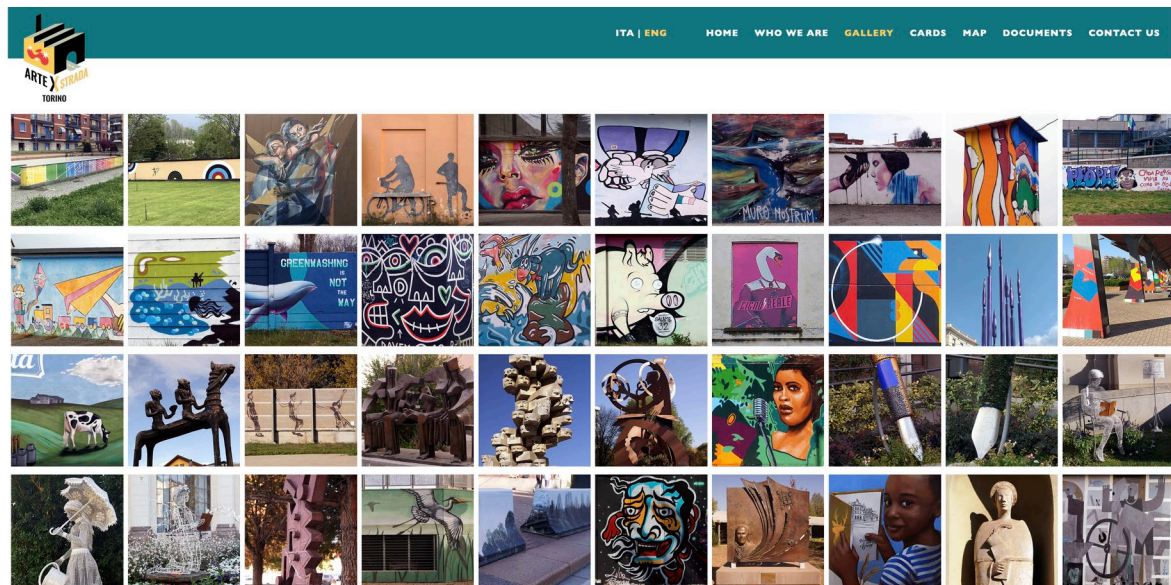 ITA | ENG HOME WHO WE ARE GALLERY CARDS MAP DOCUMENTS CONTACT US
ARTE X STRADA
TORINO
MURO NOSTRUM
PEOPLE
GREENWASHING
IS
NOT
THE
WAY